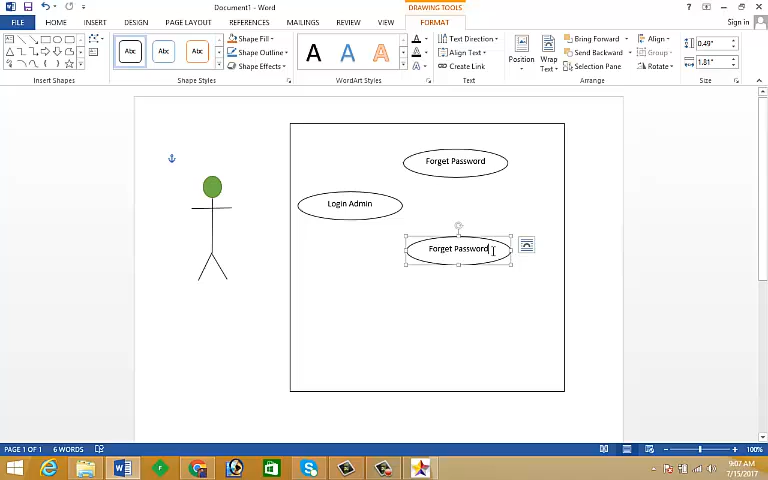 Document1 - Word
DRAWING TOOLS
Sign in
FILE
HOME
INSERT
DESIGN
PAGE LAYOUT
REFERENCES
MAILINGS
REVIEW
VIEW
FORMAT
Abc
Abc
Abc
Shape Fill
Shape Outline
Shape Effects
A
A
A
Text Direction
Align Text
Create Link
Position
Wrap
Text
Bring Forward
Send Backward
Selection Pane
Align
Group
Rotate
0.49"
1.81"
Insert Shapes
Shape Styles
WordArt Styles
Text
Arrange
Size
Forget Password
Login Admin
Forget Password
PAGE 1 OF 1
6 WORDS
100%
9:07 AM
7/15/2017